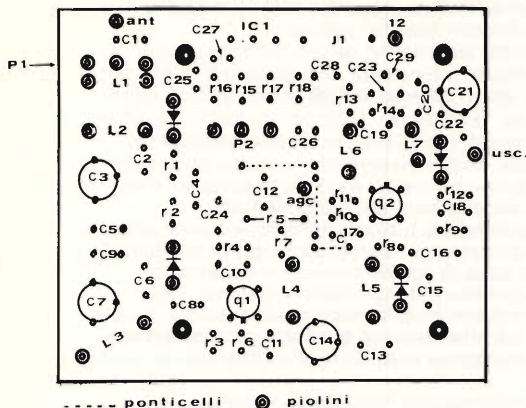 ant
IC1
12
C1
C27
J1
C29
P1
L1
C25
C28
C23
r16 r15 r17 r18
r13
r14
C20
C21
C19
C22
L2
P2
C26
L6
L7
usc.
C2
r1
C3
C4
C12
agc
r11
q2
r12
C18
r2
C24
r5
r10
C5
r7
C17
r9
C9
r4
r8
C16
C6
C10
C7
C8
q1
L4
L5
C15
L3
r3 r6 C11
C14
C13
----- ponticelli piolini